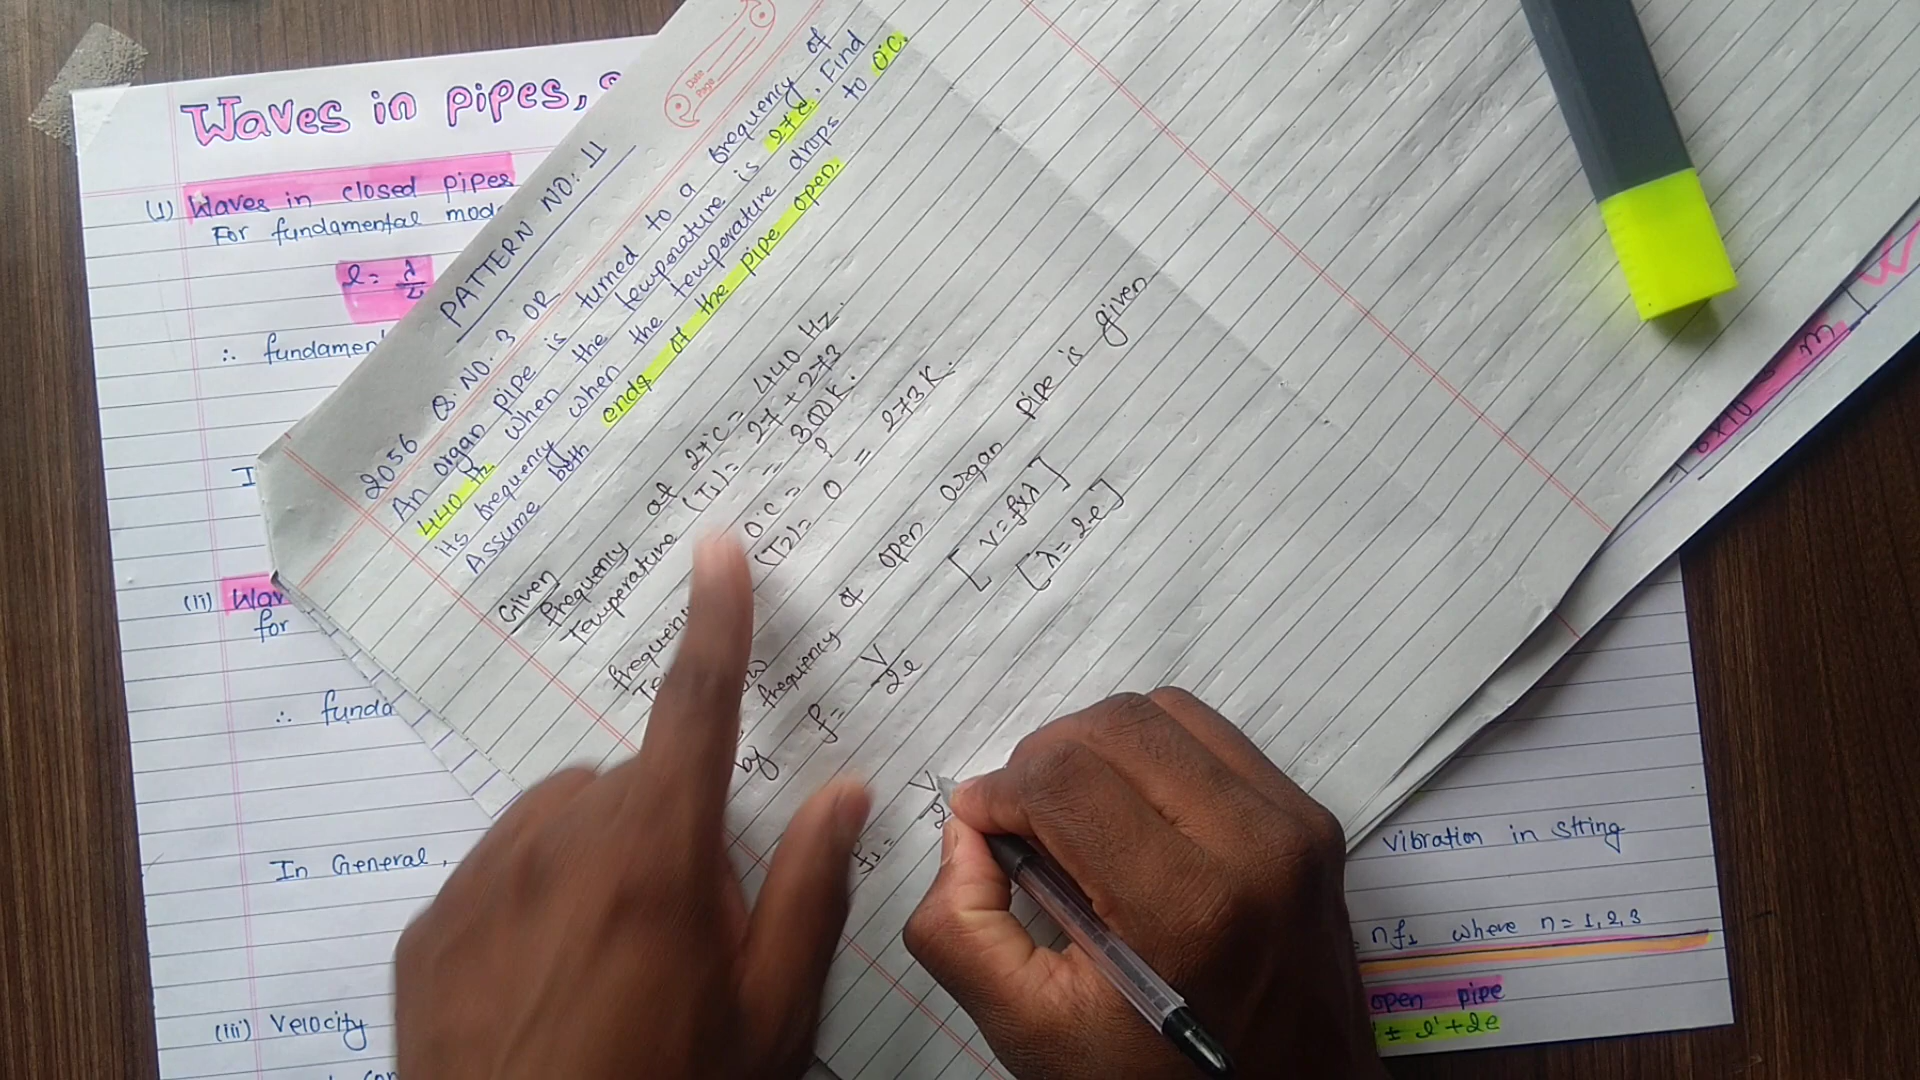 Waves in pipes,
(i) Waves in closed pipes
For fundamental mode
l = λ/4
∴ fundamen
I
(ii) Wav
for
∴ funda
In General,
(iii) Velocity
Date
Page
PATTERN NO: 11
2056 Q. NO. 3 OR
An organ pipe is turned to a frequency of
440 Hz when the temperature is 27°C. Find
its frequency when the temperature drops to 0°C.
Assume both ends of the pipe open.
Given
frequency at 27°C = 440 Hz.
Temperature (T1) = 27 + 273
= 300 K.
frequency 0°C = ?
(T2) = 0 = 273 K.
frequency of open organ pipe is given
by f = V/2l [V = f×λ]
[λ = 2l]
f1 = V/2
vibration in string
= nf1 where n = 1, 2, 3
open pipe
l'+2e